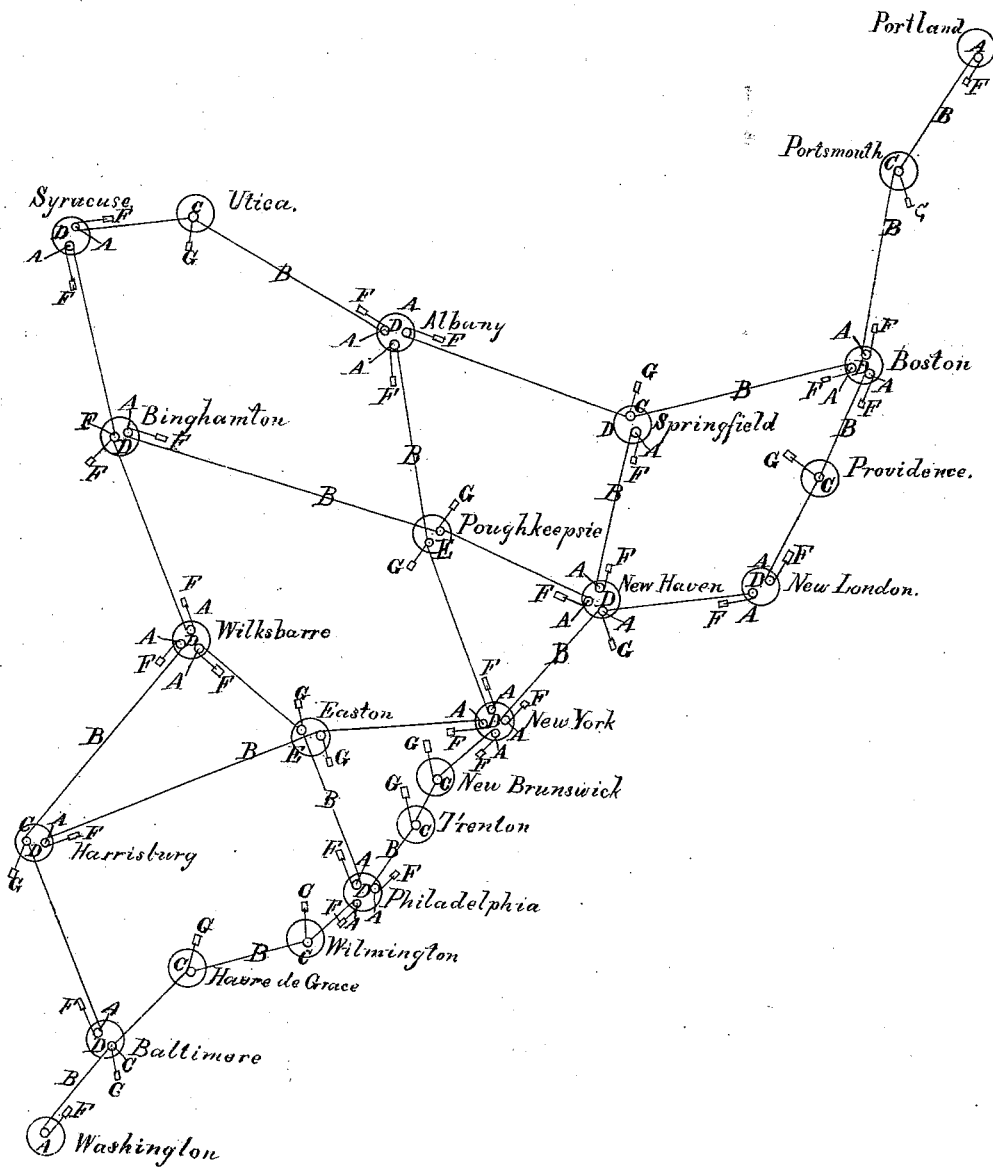 Portland
A
F
B
Portsmouth
C
G
B
Syracuse
F
D
A
A
F
Utica.
C
G
B
F
A
D
Albany
A
F
A
F
A
F
D
Boston
F
A
A
F
B
B
G
C
D
Springfield
A
F
B
A
F
Binghamton
D
F
F
G
C
Providence.
B
B
G
Poughkeepsie
E
G
A
F
D
New London.
F
A
A
F
New Haven
D
F
A
A
G
B
F
A
Wilksbarre
A
D
F
A
F
G
Easton
E
G
F
A
F
A
D
New York
F
A
A
F
B
B
G
C
New Brunswick
G
C
Trenton
B
B
C
A
F
D
Harrisburg
G
F
A
F
D
Philadelphia
F
A
A
G
C
Wilmington
B
G
C
Havre de Grace
F
A
D
Baltimore
C
G
B
F
A
Washington